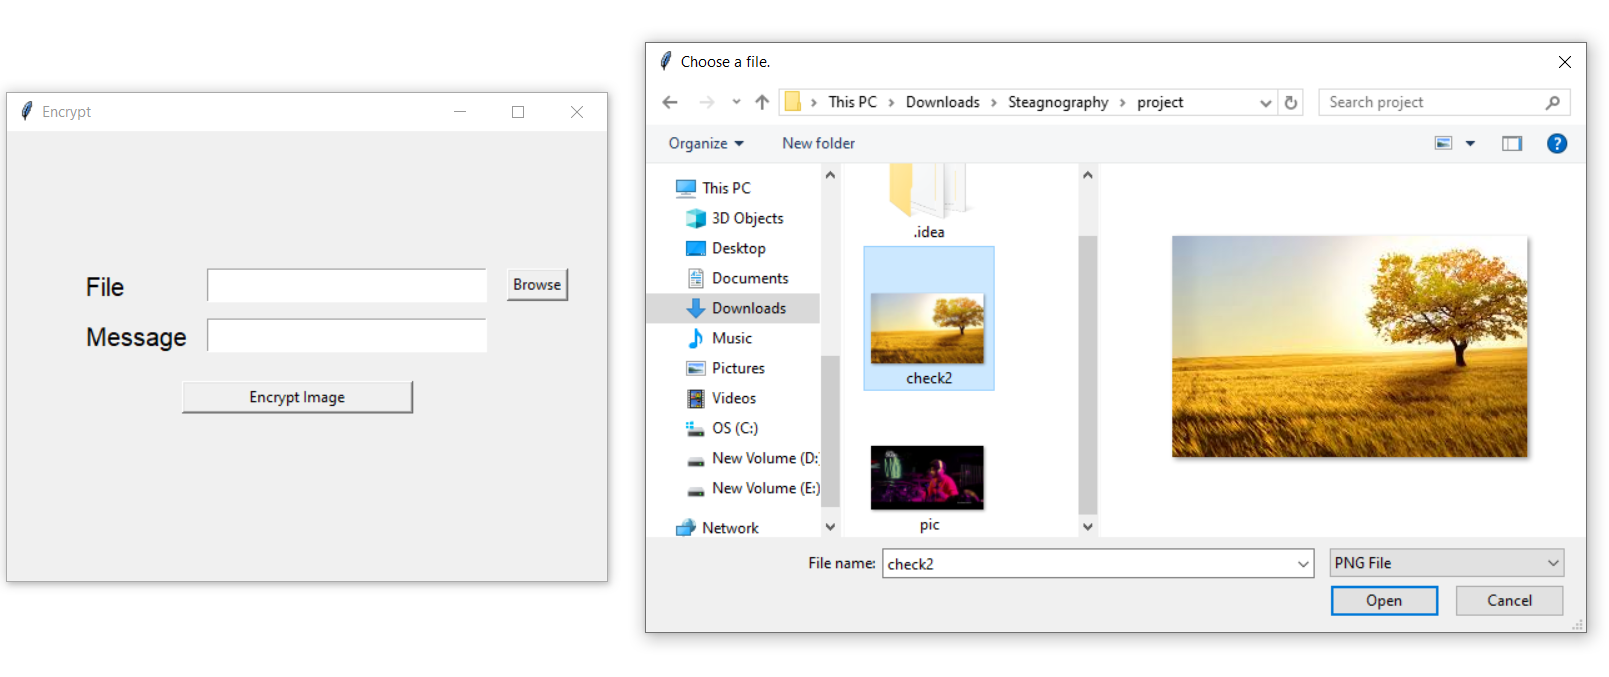 Encrypt
File
Browse
Message
Encrypt Image
Choose a file.
This PC > Downloads > Steagnography > project
Search project
Organize
New folder
This PC
3D Objects
Desktop
Documents
Downloads
Music
Pictures
Videos
OS (C:)
New Volume (D:
New Volume (E:)
Network
.idea
check2
pic
File name: check2
PNG File
Open
Cancel